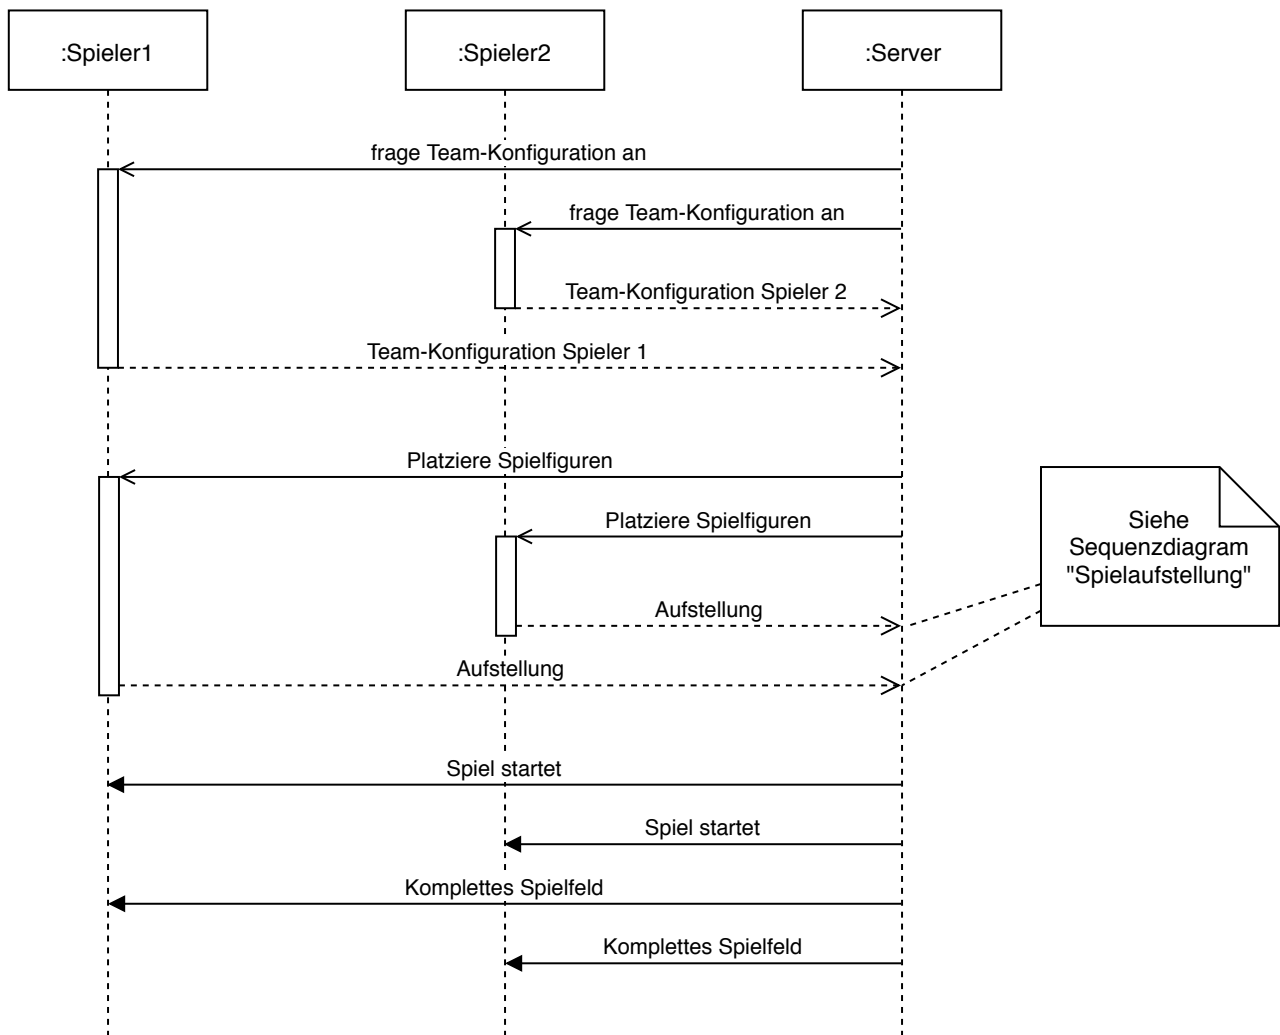 :Spieler1
:Spieler2
:Server
frage Team-Konfiguration an
frage Team-Konfiguration an
Team-Konfiguration Spieler 2
Team-Konfiguration Spieler 1
Platziere Spielfiguren
Platziere Spielfiguren
Siehe
Sequenzdiagram
"Spielaufstellung"
Aufstellung
Aufstellung
Spiel startet
Spiel startet
Komplettes Spielfeld
Komplettes Spielfeld